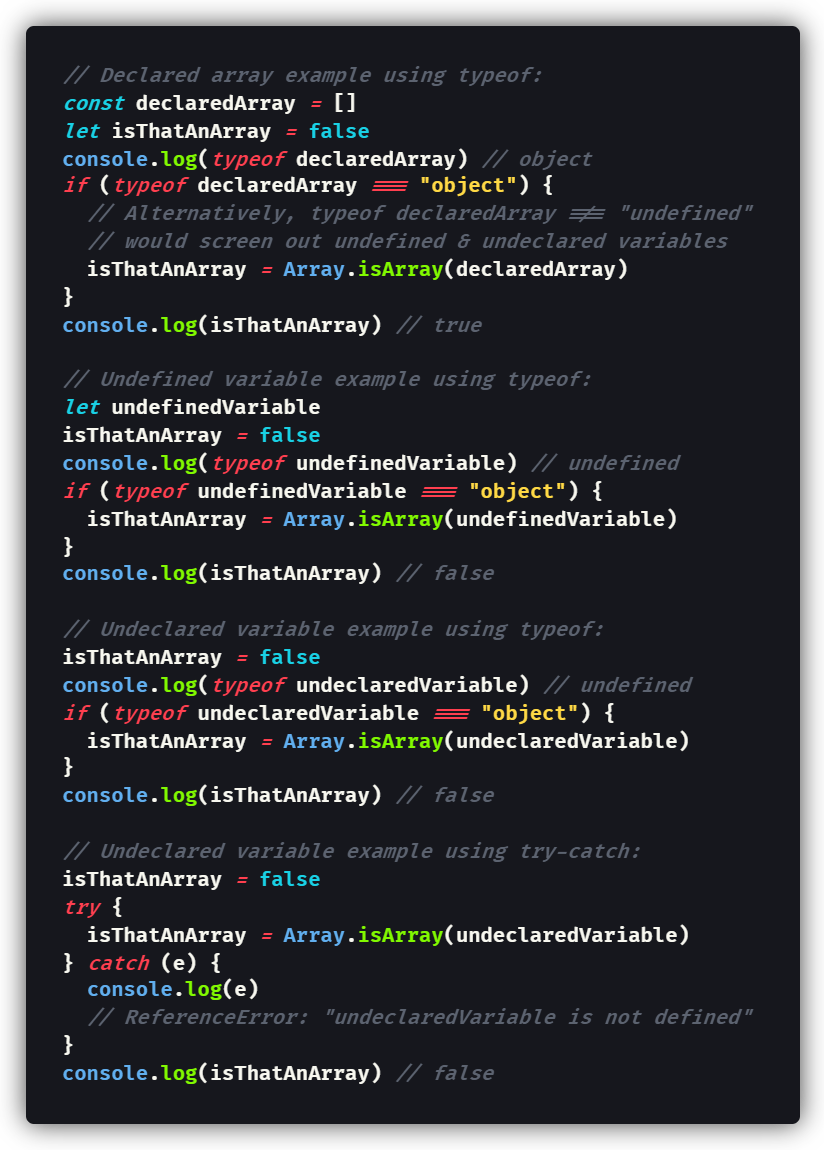 // Declared array example using typeof:
const declaredArray = []
let isThatAnArray = false
console.log(typeof declaredArray) // object
if (typeof declaredArray === "object") {
  // Alternatively, typeof declaredArray !== "undefined"
  // would screen out undefined & undeclared variables
  isThatAnArray = Array.isArray(declaredArray)
}
console.log(isThatAnArray) // true

// Undefined variable example using typeof:
let undefinedVariable
isThatAnArray = false
console.log(typeof undefinedVariable) // undefined
if (typeof undefinedVariable === "object") {
  isThatAnArray = Array.isArray(undefinedVariable)
}
console.log(isThatAnArray) // false

// Undeclared variable example using typeof:
isThatAnArray = false
console.log(typeof undeclaredVariable) // undefined
if (typeof undeclaredVariable === "object") {
  isThatAnArray = Array.isArray(undeclaredVariable)
}
console.log(isThatAnArray) // false

// Undeclared variable example using try-catch:
isThatAnArray = false
try {
  isThatAnArray = Array.isArray(undeclaredVariable)
} catch (e) {
  console.log(e)
  // ReferenceError: "undeclaredVariable is not defined"
}
console.log(isThatAnArray) // false